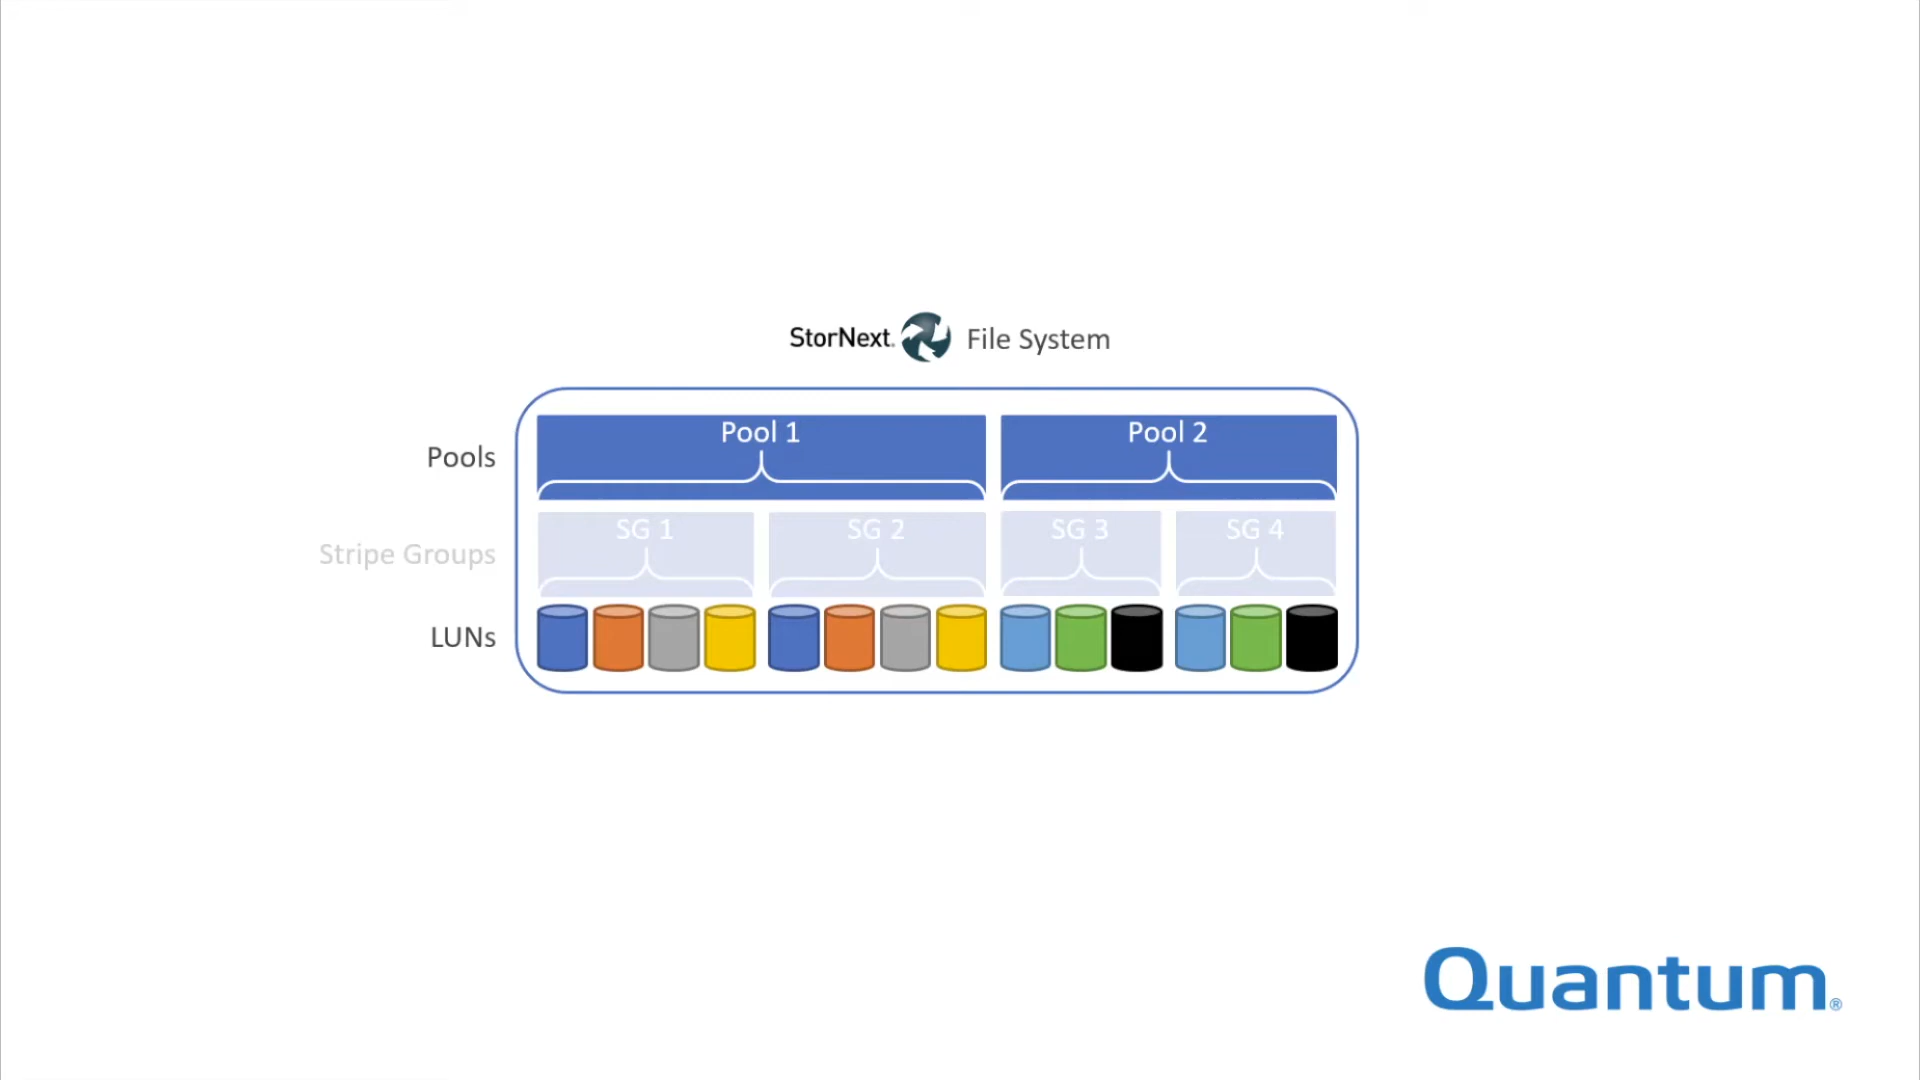 StorNext® File System
Pools
Pool 1
Pool 2
Stripe Groups
SG 1
SG 2
SG 3
SG 4
LUNs
Quantum®